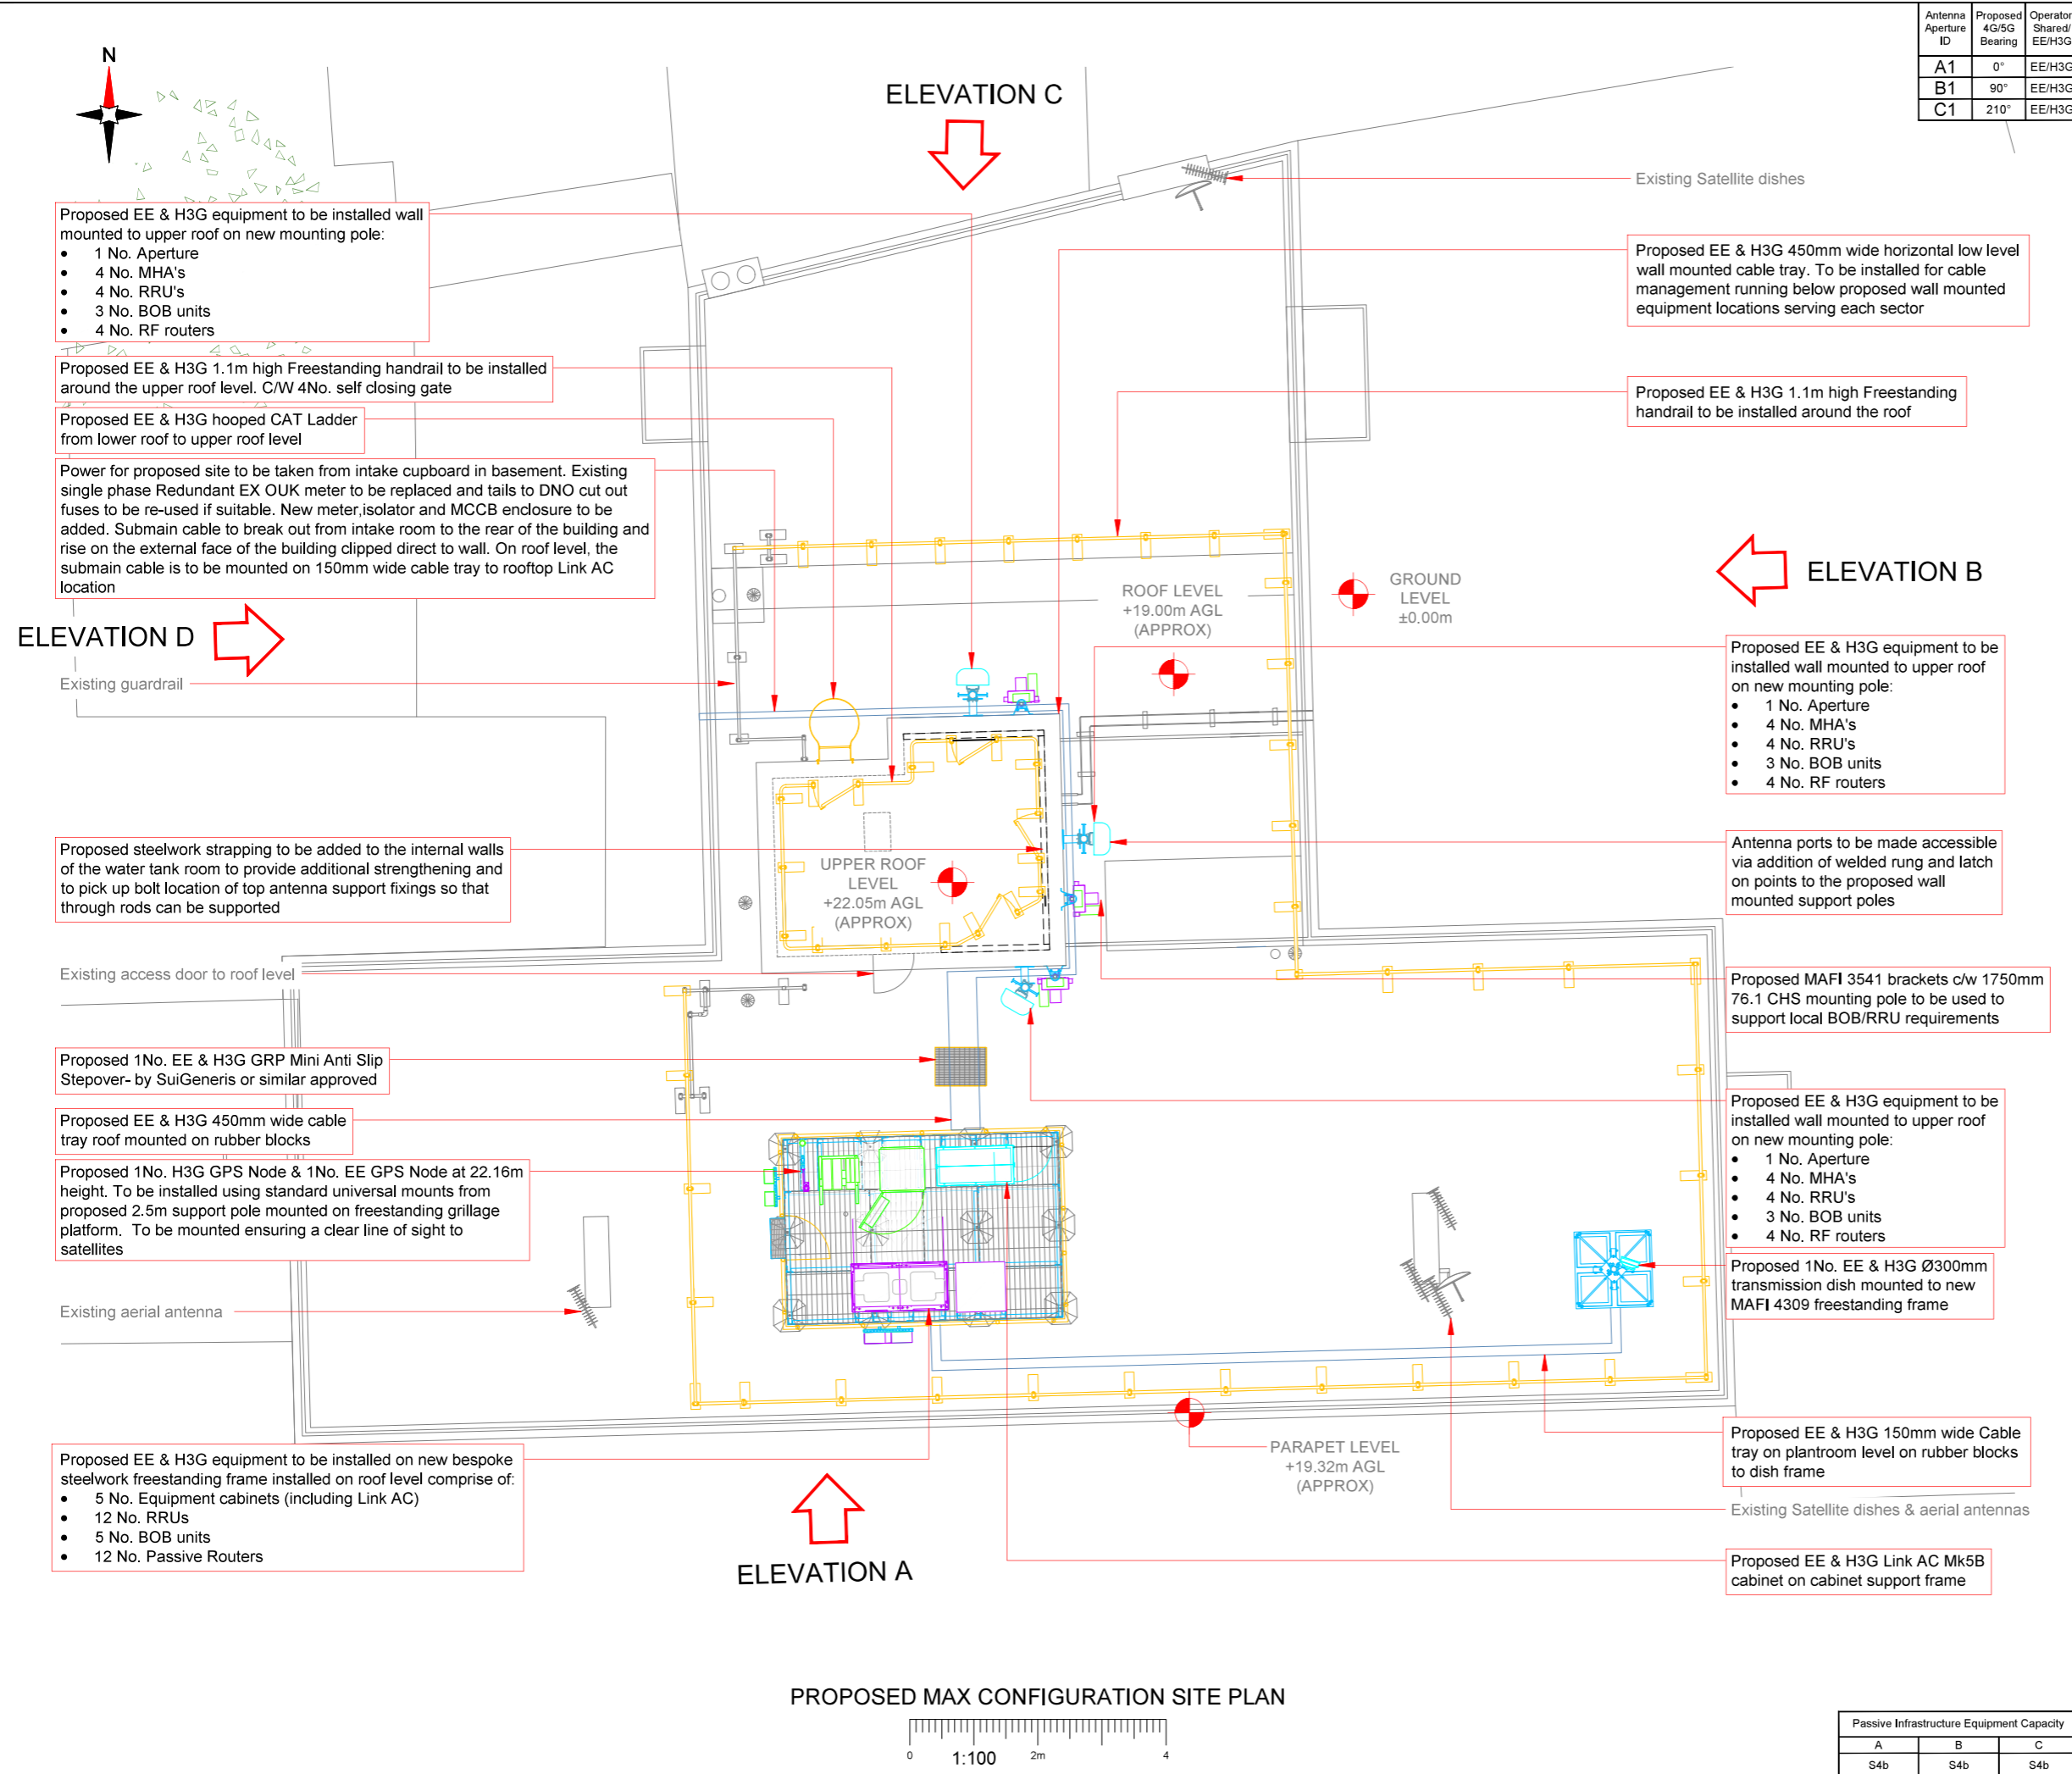 Antenna Aperture ID
Proposed 4G/5G Bearing
Operator Shared/ EE/H3G
A1 0° EE/H3G
B1 90° EE/H3G
C1 210° EE/H3G
N
ELEVATION C
Existing Satellite dishes
Proposed EE & H3G equipment to be installed wall
mounted to upper roof on new mounting pole:
• 1 No. Aperture
• 4 No. MHA's
• 4 No. RRU's
• 3 No. BOB units
• 4 No. RF routers
Proposed EE & H3G 450mm wide horizontal low level
wall mounted cable tray. To be installed for cable
management running below proposed wall mounted
equipment locations serving each sector
Proposed EE & H3G 1.1m high Freestanding handrail to be installed
around the upper roof level. C/W 4No. self closing gate
Proposed EE & H3G 1.1m high Freestanding
handrail to be installed around the roof
Proposed EE & H3G hooped CAT Ladder
from lower roof to upper roof level
Power for proposed site to be taken from intake cupboard in basement. Existing
single phase Redundant EX OUK meter to be replaced and tails to DNO cut out
fuses to be re-used if suitable. New meter,isolator and MCCB enclosure to be
added. Submain cable to break out from intake room to the rear of the building and
rise on the external face of the building clipped direct to wall. On roof level, the
submain cable is to be mounted on 150mm wide cable tray to rooftop Link AC
location
ROOF LEVEL
+19.00m AGL
(APPROX)
GROUND
LEVEL
±0.00m
ELEVATION B
ELEVATION D
Existing guardrail
Proposed EE & H3G equipment to be
installed wall mounted to upper roof
on new mounting pole:
• 1 No. Aperture
• 4 No. MHA's
• 4 No. RRU's
• 3 No. BOB units
• 4 No. RF routers
Proposed steelwork strapping to be added to the internal walls
of the water tank room to provide additional strengthening and
to pick up bolt location of top antenna support fixings so that
through rods can be supported
UPPER ROOF
LEVEL
+22.05m AGL
(APPROX)
Antenna ports to be made accessible
via addition of welded rung and latch
on points to the proposed wall
mounted support poles
Existing access door to roof level
Proposed MAFI 3541 brackets c/w 1750mm
76.1 CHS mounting pole to be used to
support local BOB/RRU requirements
Proposed 1No. EE & H3G GRP Mini Anti Slip
Stepover- by SuiGeneris or similar approved
Proposed EE & H3G 450mm wide cable
tray roof mounted on rubber blocks
Proposed EE & H3G equipment to be
installed wall mounted to upper roof
on new mounting pole:
• 1 No. Aperture
• 4 No. MHA's
• 4 No. RRU's
• 3 No. BOB units
• 4 No. RF routers
Proposed 1No. H3G GPS Node & 1No. EE GPS Node at 22.16m
height. To be installed using standard universal mounts from
proposed 2.5m support pole mounted on freestanding grillage
platform. To be mounted ensuring a clear line of sight to
satellites
Proposed 1No. EE & H3G Ø300mm
transmission dish mounted to new
MAFI 4309 freestanding frame
Existing aerial antenna
Proposed EE & H3G 150mm wide Cable
tray on plantroom level on rubber blocks
to dish frame
PARAPET LEVEL
+19.32m AGL
(APPROX)
Proposed EE & H3G equipment to be installed on new bespoke
steelwork freestanding frame installed on roof level comprise of:
• 5 No. Equipment cabinets (including Link AC)
• 12 No. RRUs
• 5 No. BOB units
• 12 No. Passive Routers
Existing Satellite dishes & aerial antennas
Proposed EE & H3G Link AC Mk5B
cabinet on cabinet support frame
ELEVATION A
PROPOSED MAX CONFIGURATION SITE PLAN
0 1:100 2m 4
Passive Infrastructure Equipment Capacity
A B C
S4b S4b S4b